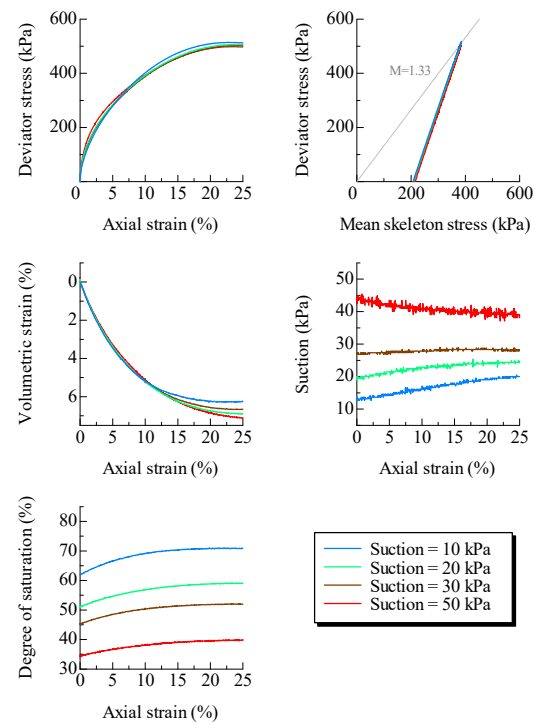 600
400
200
Deviator stress (kPa)
0 5 10 15 20 25
Axial strain (%)
600
400
200
Deviator stress (kPa)
M=1.33
0 200 400 600
Mean skeleton stress (kPa)
0
2
4
6
Volumetric strain (%)
0 5 10 15 20 25
Axial strain (%)
50
40
30
20
10
Suction (kPa)
0 5 10 15 20 25
Axial strain (%)
80
70
60
50
40
30
Degree of saturation (%)
0 5 10 15 20 25
Axial strain (%)
Suction = 10 kPa
Suction = 20 kPa
Suction = 30 kPa
Suction = 50 kPa